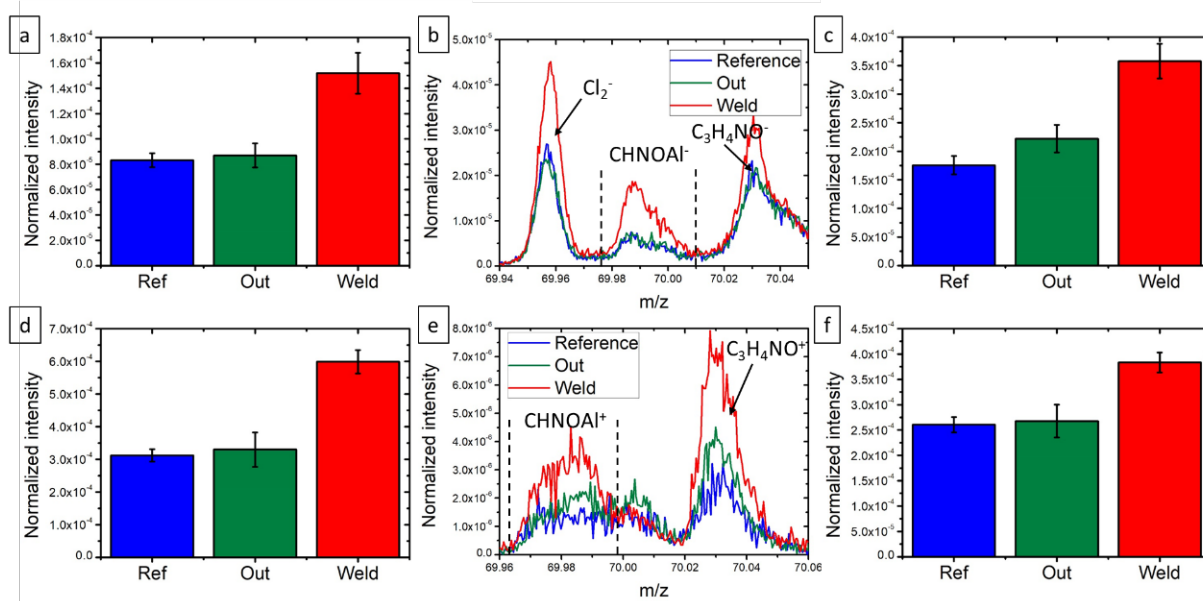 a
Normalized intensity
1.8x10⁻⁴
1.6x10⁻⁴
1.4x10⁻⁴
1.2x10⁻⁴
1.0x10⁻⁴
8.0x10⁻⁵
6.0x10⁻⁵
4.0x10⁻⁵
2.0x10⁻⁵
0.0
Ref Out Weld
b
Normalized intensity
5.0x10⁻⁵
4.0x10⁻⁵
3.0x10⁻⁵
2.0x10⁻⁵
1.0x10⁻⁵
0.0
Reference
Out
Weld
Cl₂⁻
CHNOAl⁻
C₃H₄NO⁻
69.94 69.96 69.98 70.00 70.02 70.04
m/z
c
Normalized intensity
4.0x10⁻⁴
3.5x10⁻⁴
3.0x10⁻⁴
2.5x10⁻⁴
2.0x10⁻⁴
1.5x10⁻⁴
1.0x10⁻⁴
5.0x10⁻⁵
0.0
Ref Out Weld
d
Normalized intensity
7.0x10⁻⁴
6.0x10⁻⁴
5.0x10⁻⁴
4.0x10⁻⁴
3.0x10⁻⁴
2.0x10⁻⁴
1.0x10⁻⁴
0.0
Ref Out Weld
e
Normalized intensity
8.0x10⁻⁶
7.0x10⁻⁶
6.0x10⁻⁶
5.0x10⁻⁶
4.0x10⁻⁶
3.0x10⁻⁶
2.0x10⁻⁶
1.0x10⁻⁶
0.0
Reference
Out
Weld
C₃H₄NO⁺
CHNOAl⁺
69.96 69.98 70.00 70.02 70.04 70.06
m/z
f
Normalized intensity
4.5x10⁻⁴
4.0x10⁻⁴
3.5x10⁻⁴
3.0x10⁻⁴
2.5x10⁻⁴
2.0x10⁻⁴
1.5x10⁻⁴
1.0x10⁻⁴
5.0x10⁻⁵
0.0
Ref Out Weld